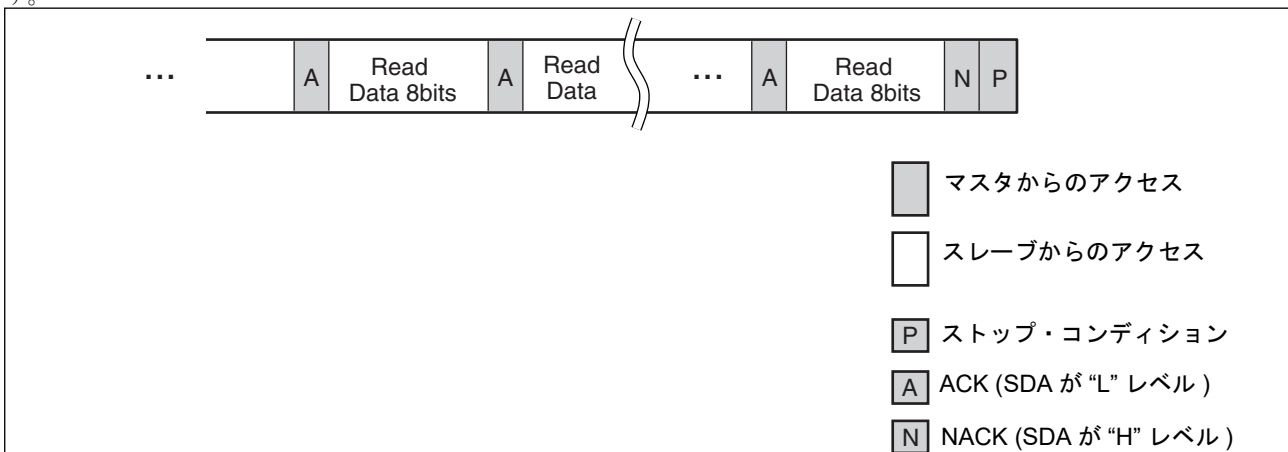 す。
... A Read Data 8bits A Read Data ... A Read Data 8bits N P
マスタからのアクセス
スレーブからのアクセス
P ストップ・コンディション
A ACK (SDA が “L” レベル )
N NACK (SDA が “H” レベル )